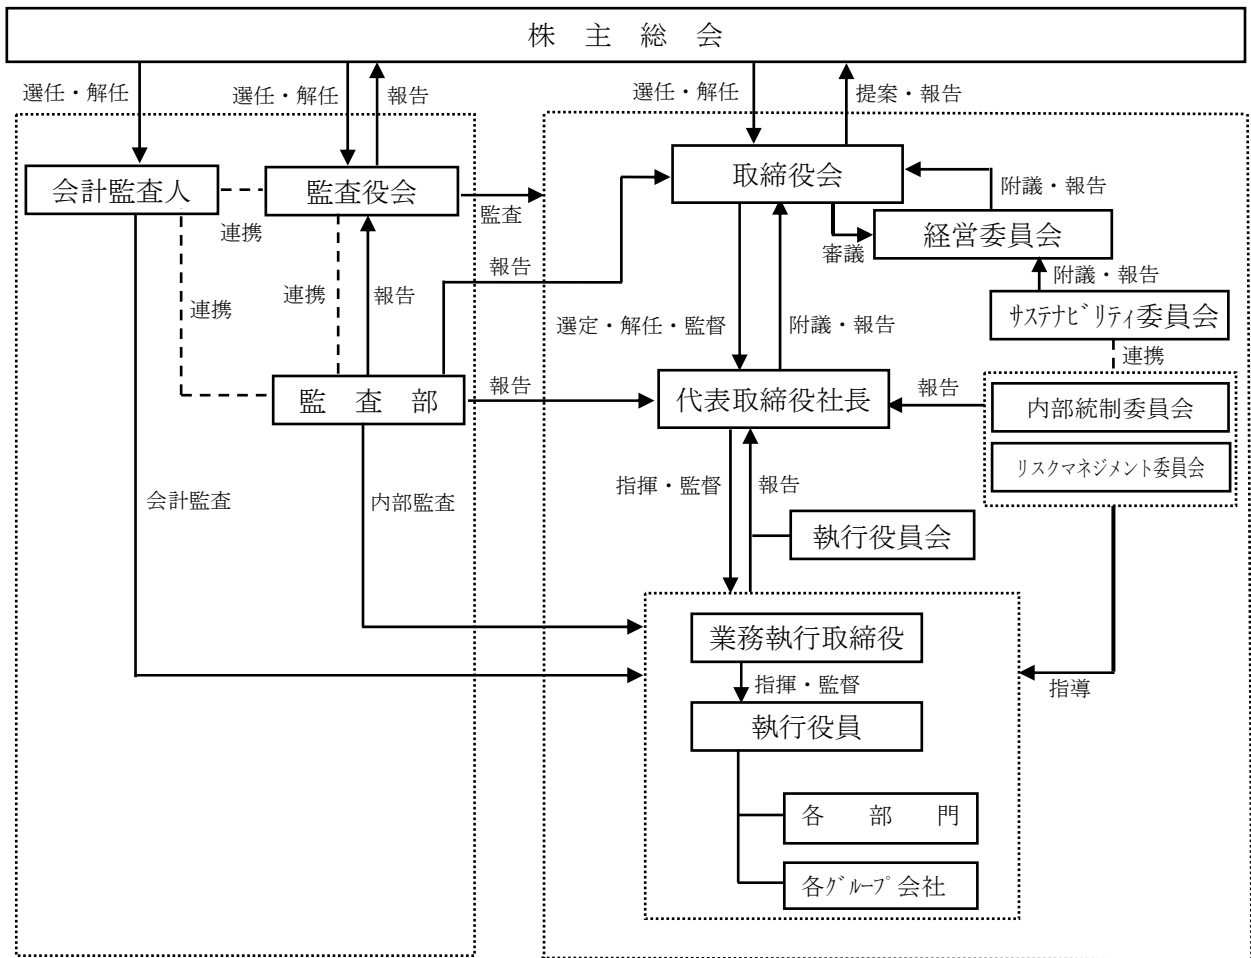 株主総会
選任・解任
選任・解任
報告
選任・解任
提案・報告
会計監査人
監査役会
取締役会
附議・報告
連携
監査
審議
経営委員会
報告
附議・報告
連携
連携
報告
サステナビリティ委員会
選定・解任・監督
附議・報告
連携
監査部
報告
代表取締役社長
報告
内部統制委員会
リスクマネジメント委員会
会計監査
内部監査
指揮・監督
報告
執行役員会
業務執行取締役
指揮・監督
指導
執行役員
各部門
各グループ会社